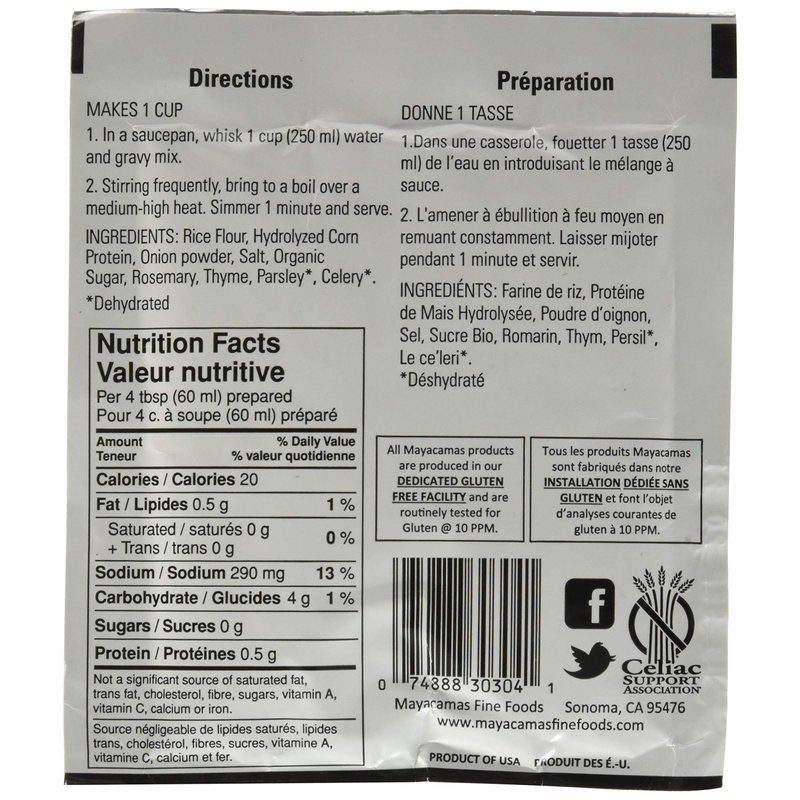 Directions
MAKES 1 CUP
1. In a saucepan, whisk 1 cup (250 ml) water
and gravy mix.
2. Stirring frequently, bring to a boil over a
medium-high heat. Simmer 1 minute and serve.
INGREDIENTS: Rice Flour, Hydrolyzed Corn
Protein, Onion powder, Salt, Organic
Sugar, Rosemary, Thyme, Parsley*, Celery*.
*Dehydrated
Préparation
DONNE 1 TASSE
1.Dans une casserole, fouetter 1 tasse (250
ml) de l'eau en introduisant le mélange à
sauce.
2. L'amener à ébullition à feu moyen en
remuant constamment. Laisser mijoter
pendant 1 minute et servir.
INGREDIÉNTS: Farine de riz, Protéine
de Mais Hydrolysée, Poudre d'oignon,
Sel, Sucre Bio, Romarin, Thym, Persil*,
Le ce'leri*.
*Déshydraté
Nutrition Facts
Valeur nutritive
Per 4 tbsp (60 ml) prepared
Pour 4 c. à soupe (60 ml) préparé
Amount % Daily Value
Teneur % valeur quotidienne
Calories / Calories 20
Fat / Lipides 0.5 g 1 %
Saturated / saturés 0 g
+ Trans / trans 0 g 0 %
Sodium / Sodium 290 mg 13 %
Carbohydrate / Glucides 4 g 1 %
Sugars / Sucres 0 g
Protein / Protéines 0.5 g
Not a significant source of saturated fat,
trans fat, cholesterol, fibre, sugars, vitamin A,
vitamin C, calcium or iron.
Source négligeable de lipides saturés, lipides
trans, cholestérol, fibres, sucres, vitamine A,
vitamine C, calcium et fer.
All Mayacamas products
are produced in our
DEDICATED GLUTEN
FREE FACILITY and are
routinely tested for
Gluten @ 10 PPM.
Tous les produits Mayacamas
sont fabriqués dans notre
INSTALLATION DÉDIÉE SANS
GLUTEN et font l'objet
d'analyses courantes de
gluten à 10 PPM.
0 74888 30304 1
f
Celiac
SUPPORT
ASSOCIATION
Mayacamas Fine Foods Sonoma, CA 95476
www.mayacamasfinefoods.com
PRODUCT OF USA PRODUIT DES É.-U.